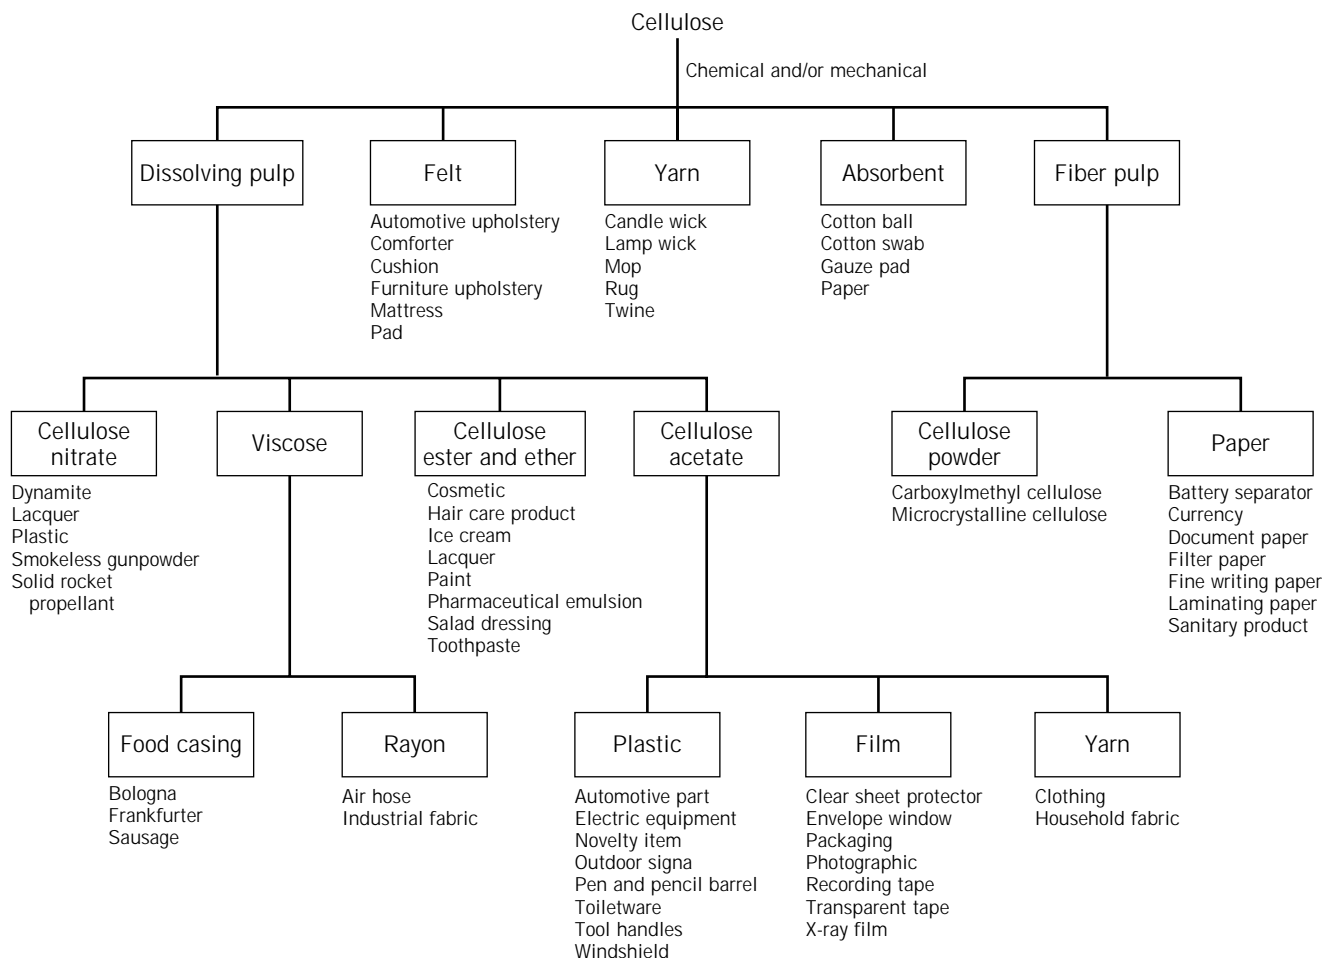 Cellulose
Chemical and/or mechanical
Dissolving pulp
Felt
Automotive upholstery
Comforter
Cushion
Furniture upholstery
Mattress
Pad
Yarn
Candle wick
Lamp wick
Mop
Rug
Twine
Absorbent
Cotton ball
Cotton swab
Gauze pad
Paper
Fiber pulp
Cellulose
nitrate
Dynamite
Lacquer
Plastic
Smokeless gunpowder
Solid rocket
propellant
Viscose
Cellulose
ester and ether
Cosmetic
Hair care product
Ice cream
Lacquer
Paint
Pharmaceutical emulsion
Salad dressing
Toothpaste
Cellulose
acetate
Cellulose
powder
Carboxylmethyl cellulose
Microcrystalline cellulose
Paper
Battery separator
Currency
Document paper
Filter paper
Fine writing paper
Laminating paper
Sanitary product
Food casing
Bologna
Frankfurter
Sausage
Rayon
Air hose
Industrial fabric
Plastic
Automotive part
Electric equipment
Novelty item
Outdoor signa
Pen and pencil barrel
Toiletware
Tool handles
Windshield
Film
Clear sheet protector
Envelope window
Packaging
Photographic
Recording tape
Transparent tape
X-ray film
Yarn
Clothing
Household fabric